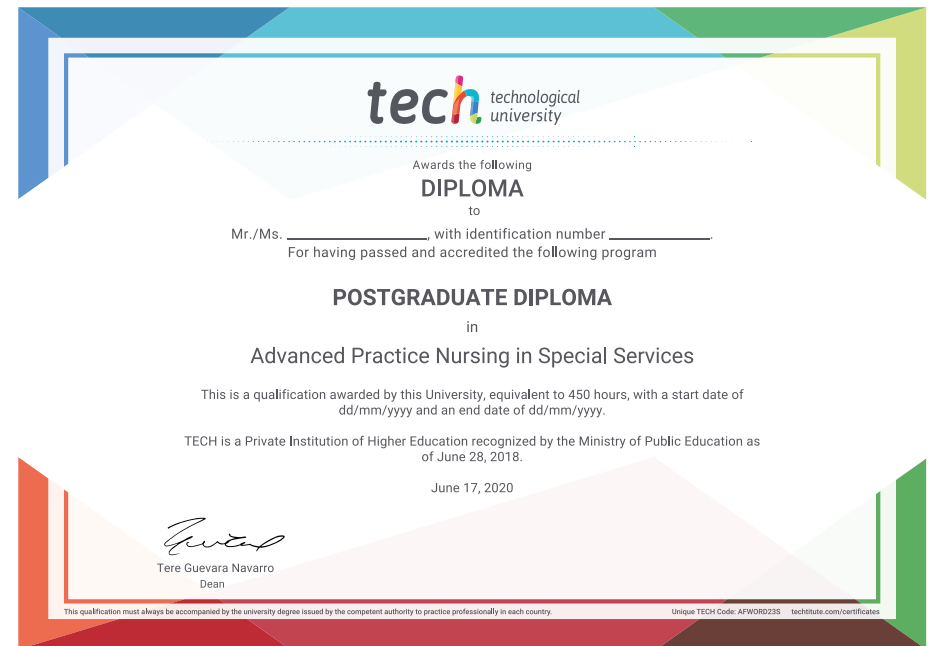 tech technological
university
Awards the following
DIPLOMA
to
Mr./Ms. ____________________, with identification number ______________.
For having passed and accredited the following program
POSTGRADUATE DIPLOMA
in
Advanced Practice Nursing in Special Services
This is a qualification awarded by this University, equivalent to 450 hours, with a start date of
dd/mm/yyyy and an end date of dd/mm/yyyy.
TECH is a Private Institution of Higher Education recognized by the Ministry of Public Education as
of June 28, 2018.
June 17, 2020
Tere Guevara Navarro
Dean
This qualification must always be accompanied by the university degree issued by the competent authority to practice professionally in each country.
Unique TECH Code: AFWORD23S techtitute.com/certificates